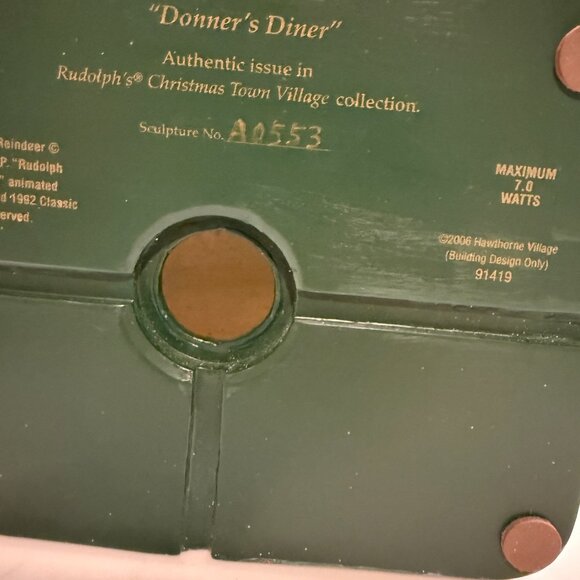 "Donner's Diner"
Authentic issue in
Rudolph's® Christmas Town Village collection.
Sculpture No. A0553
Reindeer ©
P. "Rudolph
" animated
d 1992 Classic
erved.
MAXIMUM
7.0
WATTS
©2006 Hawthorne Village
(Building Design Only)
91419